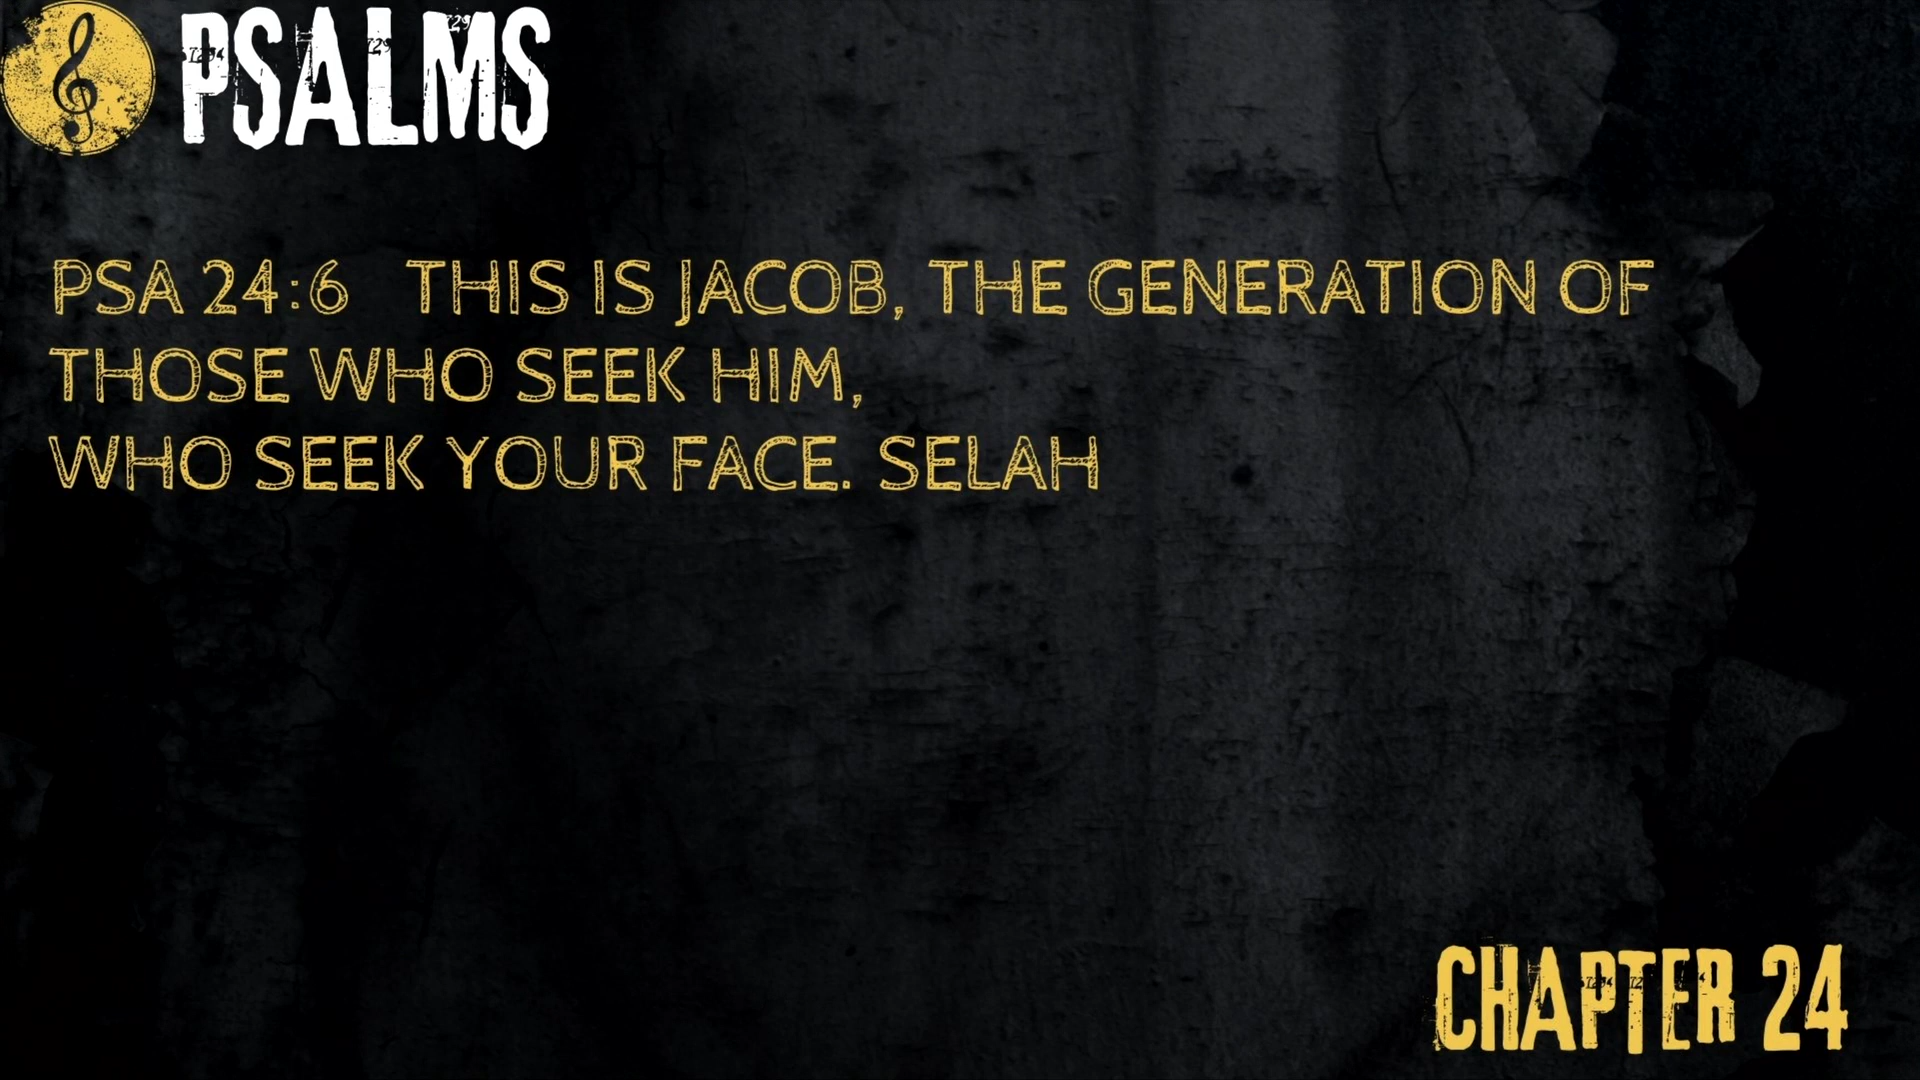 PSALMS
PSA 24:6 THIS IS JACOB, THE GENERATION OF
THOSE WHO SEEK HIM,
WHO SEEK YOUR FACE. SELAH
CHAPTER 24